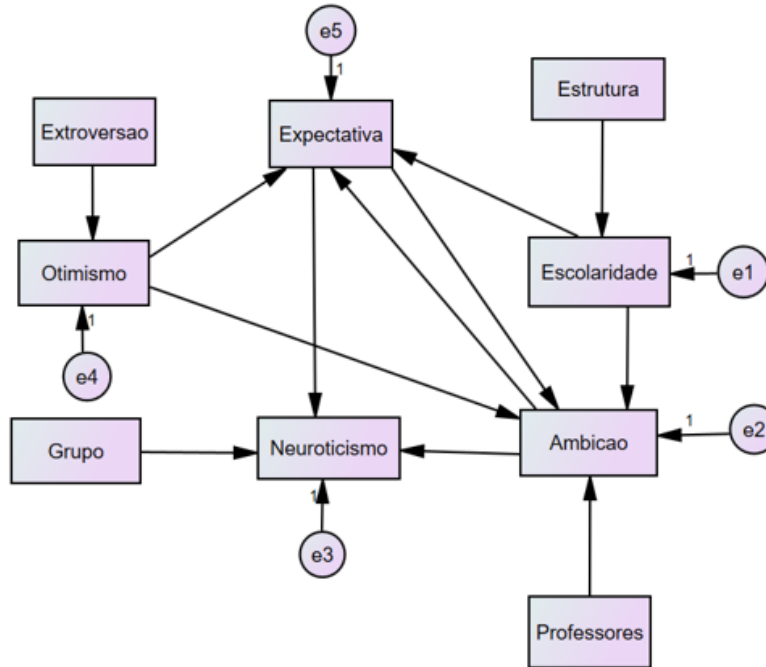 e5
1
Estrutura
Extroversao
Expectativa
Otimismo
Escolaridade
1
e1
1
e4
Grupo
Neuroticismo
Ambicao
1
e2
1
e3
Professores